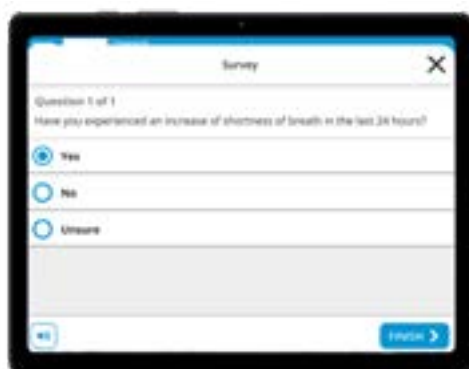 Survey
Question 1 of 1
Have you experienced an increase of shortness of breath in the last 24 hours?
Yes
No
Unsure
FINISH